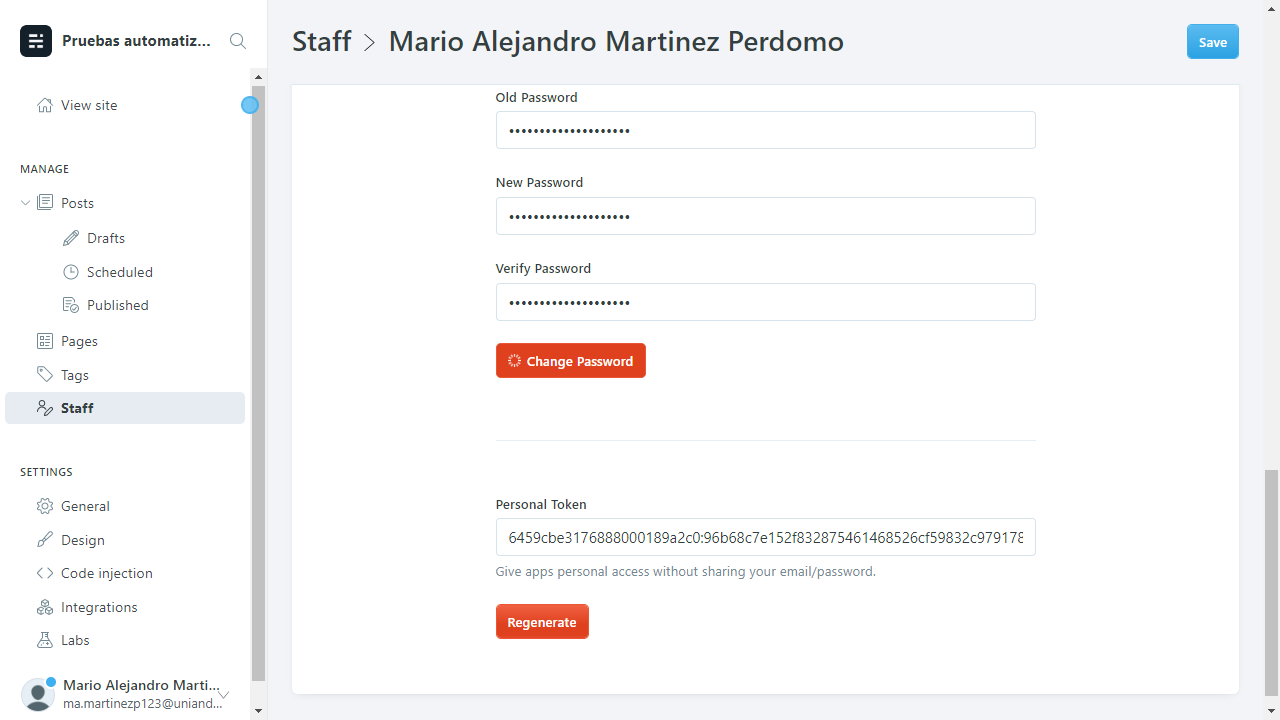 Pruebas automatiz...
View site
MANAGE
Posts
Drafts
Scheduled
Published
Pages
Tags
Staff
SETTINGS
General
Design
Code injection
Integrations
Labs
Mario Alejandro Marti...
ma.martinezp123@uniand...
Staff > Mario Alejandro Martinez Perdomo
Save
Old Password
••••••••••••••••••••
New Password
••••••••••••••••••••
Verify Password
••••••••••••••••••••
Change Password
Personal Token
6459cbe3176888000189a2c0:96b68c7e152f832875461468526cf59832c979178
Give apps personal access without sharing your email/password.
Regenerate